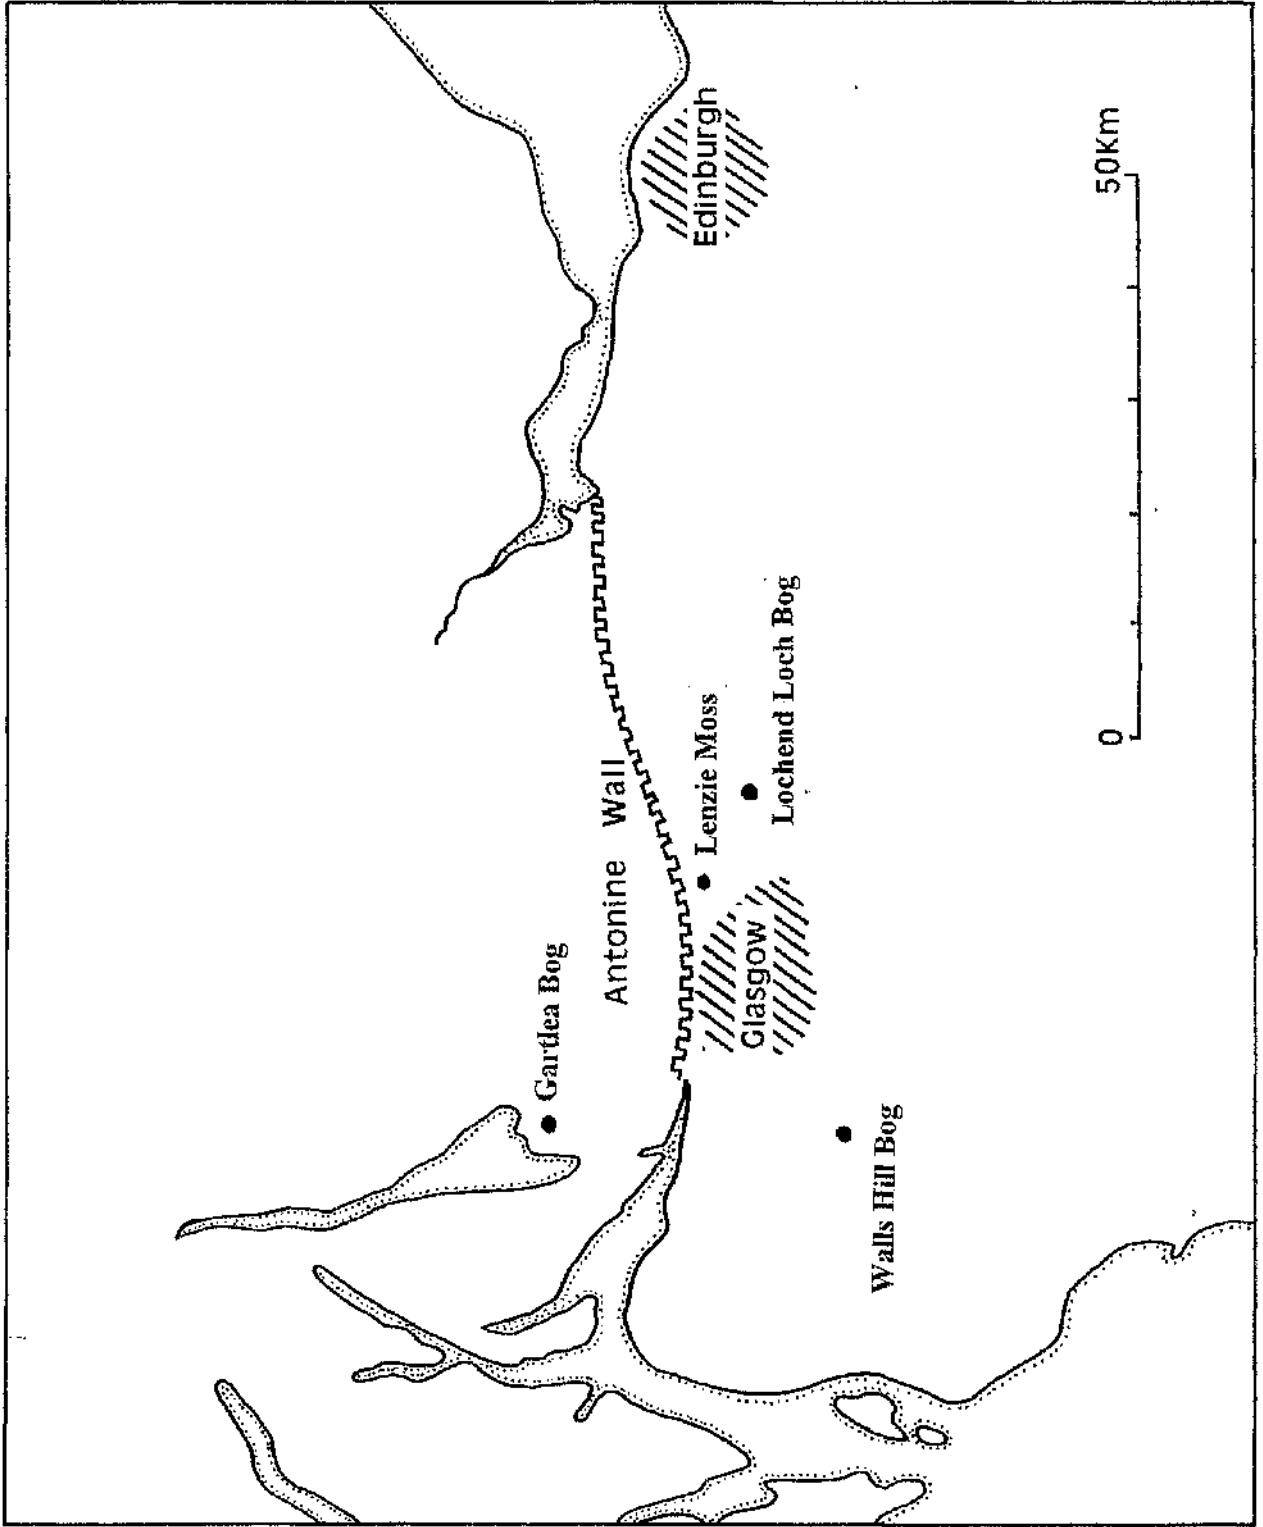 Gartlea Bog
Antonine Wall
Edinburgh
Lenzie Moss
Glasgow
Lochend Loch Bog
Walls Hill Bog
0
50Km